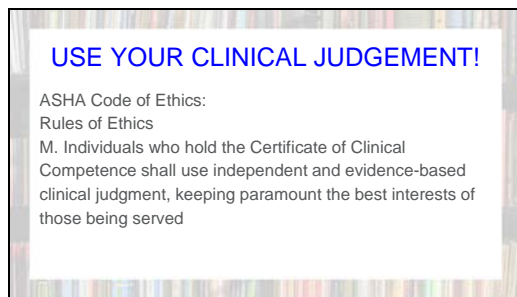 USE YOUR CLINICAL JUDGEMENT!
ASHA Code of Ethics:
Rules of Ethics
M. Individuals who hold the Certificate of Clinical
Competence shall use independent and evidence-based
clinical judgment, keeping paramount the best interests of
those being served